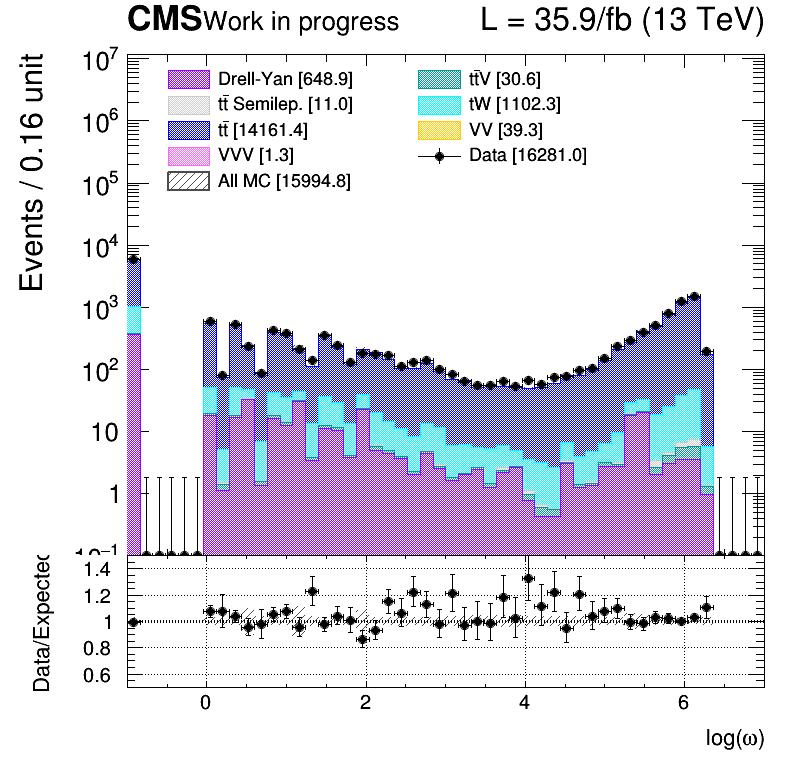 CMS Work in progress L = 35.9/fb (13 TeV)
Events / 0.16 unit
10⁷
10⁶
10⁵
10⁴
10³
10²
10
1
10⁻¹
Drell-Yan [648.9]
tt̄ Semilep. [11.0]
tt̄ [14161.4]
VVV [1.3]
All MC [15994.8]
tt̄V [30.6]
tW [1102.3]
VV [39.3]
Data [16281.0]
Data/Expected
1.4
1.2
1
0.8
0.6
0 2 4 6
log(ω)